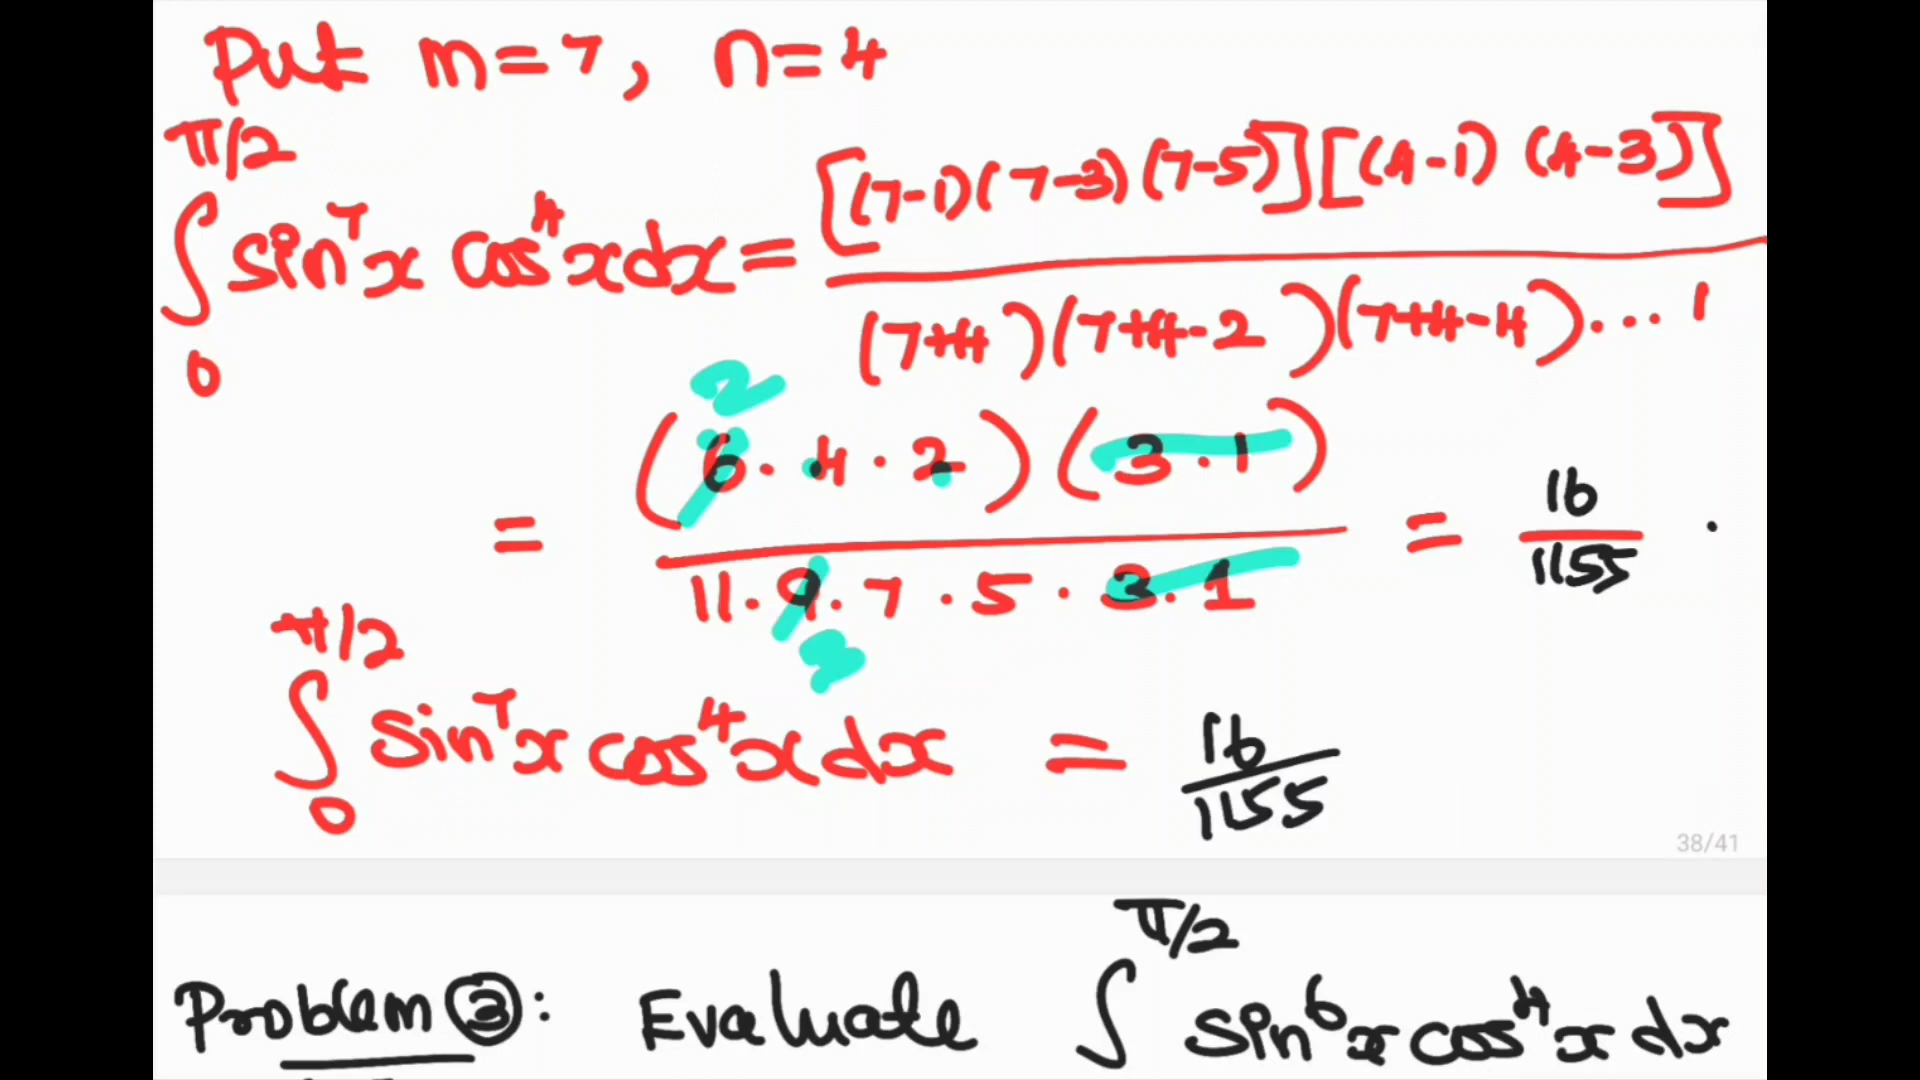 Put m=7, n=4
π/2
∫ sin⁷x cos⁴x dx = [(7-1)(7-3)(7-5)][(4-1)(4-3)] / (7+4)(7+4-2)(7+4-4)...1
0
2
= (6·4·2)(3·1) / 11·9·7·5·3·1 = 16/1155 .
3
π/2
∫ sin⁷x cos⁴x dx = 16/1155
0
38/41
π/2
Problem ③: Evaluate ∫ sin⁶x cos⁴x dx